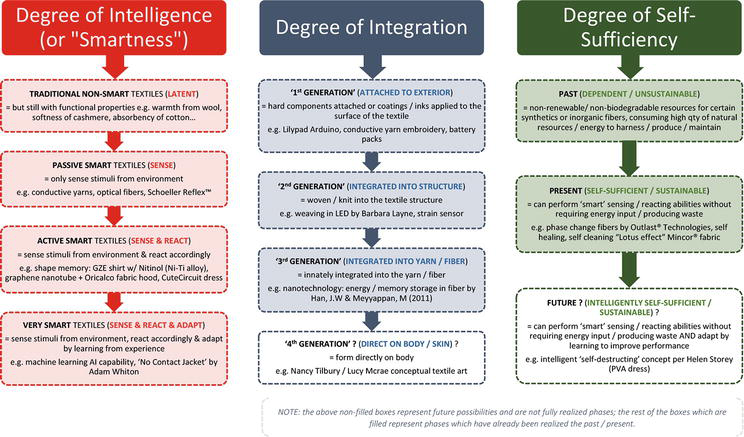 Degree of Intelligence
(or "Smartness")
TRADITIONAL NON-SMART TEXTILES (LATENT)
= but still with functional properties e.g. warmth from wool,
softness of cashmere, absorbency of cotton...
PASSIVE SMART TEXTILES (SENSE)
= only sense stimuli from environment
e.g. conductive yarns, optical fibers, Schoeller Reflex™
ACTIVE SMART TEXTILES (SENSE & REACT)
= sense stimuli from environment & react accordingly
e.g. shape memory: GZE shirt w/ Nitinol (Ni-Ti alloy),
graphene nanotube + Oricalco fabric hood, CuteCircuit dress
VERY SMART TEXTILES (SENSE & REACT & ADAPT)
= sense stimuli from environment, react accordingly & adapt
by learning from experience
e.g. machine learning AI capability, 'No Contact Jacket' by
Adam Whiton
Degree of Integration
'1st GENERATION' (ATTACHED TO EXTERIOR)
= hard components attached or coatings / inks applied to the
surface of the textile
e.g. Lilypad Arduino, conductive yarn embroidery, battery
packs
'2nd GENERATION' (INTEGRATED INTO STRUCTURE)
= woven / knit into the textile structure
e.g. weaving in LED by Barbara Layne, strain sensor
'3rd GENERATION' (INTEGRATED INTO YARN / FIBER)
= innately integrated into the yarn / fiber
e.g. nanotechnology: energy / memory storage in fiber by
Han, J.W & Meyyappan, M (2011)
'4th GENERATION' ? (DIRECT ON BODY / SKIN) ?
= form directly on body
e.g. Nancy Tilbury / Lucy Mcrae conceptual textile art
Degree of Self-
Sufficiency
PAST (DEPENDENT / UNSUSTAINABLE)
= non-renewable/ non-biodegradable resources for certain
synthetics or inorganic fibers, consuming high qty of natural
resources / energy to harness / produce / maintain
PRESENT (SELF-SUFFICIENT / SUSTAINABLE)
= can perform 'smart' sensing / reacting abilities without
requiring energy input / producing waste
e.g. phase change fibers by Outlast® Technologies, self
healing, self cleaning "Lotus effect" Mincor® fabric
FUTURE ? (INTELLIGENTLY SELF-SUFFICIENT /
SUSTAINABLE) ?
= can perform 'smart' sensing / reacting abilities without
requiring energy input / producing waste AND adapt by
learning to improve performance
e.g. intelligent 'self-destructing' concept per Helen Storey
(PVA dress)
NOTE: the above non-filled boxes represent future possibilities and are not fully realized phases; the rest of the boxes which are
filled represent phases which have already been realized the past / present.